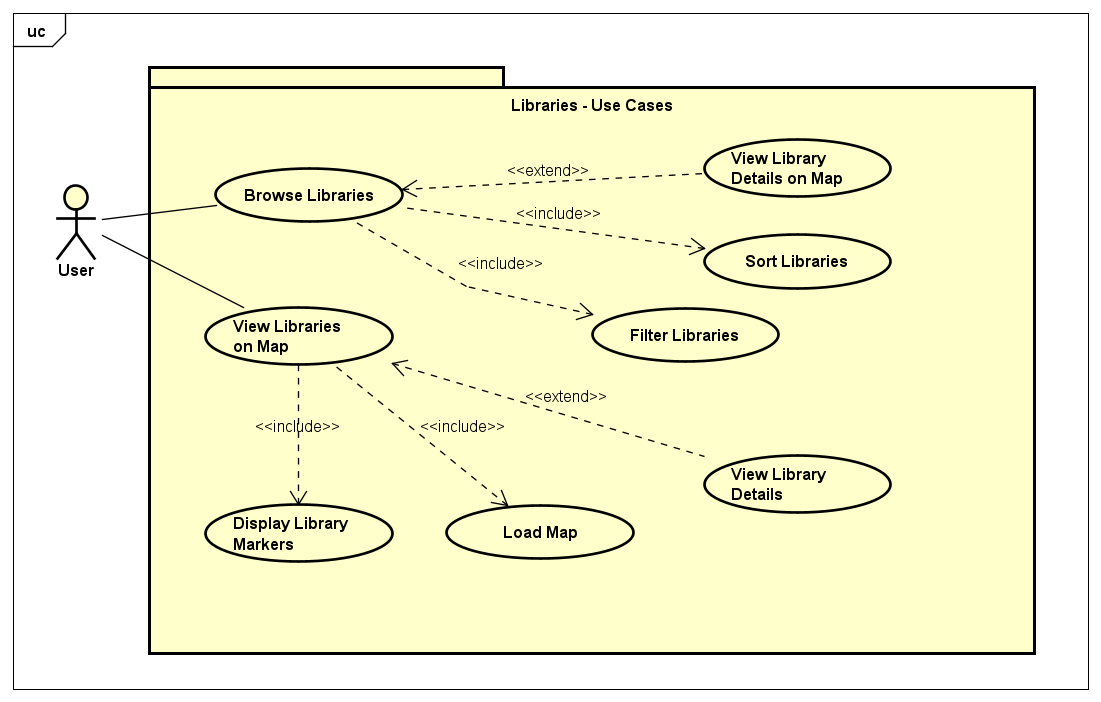 uc
Libraries - Use Cases
View Library
Details on Map
<<extend>>
Browse Libraries
<<include>>
Sort Libraries
<<include>>
User
View Libraries
on Map
Filter Libraries
<<extend>>
<<include>>
<<include>>
View Library
Details
Display Library
Markers
Load Map